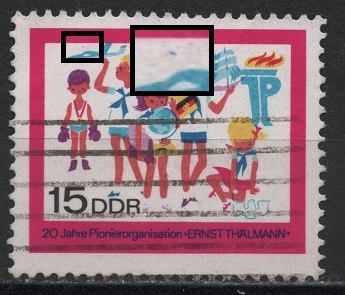 15 DDR
20 Jahre Pionierorganisation »ERNST THÄLMANN«